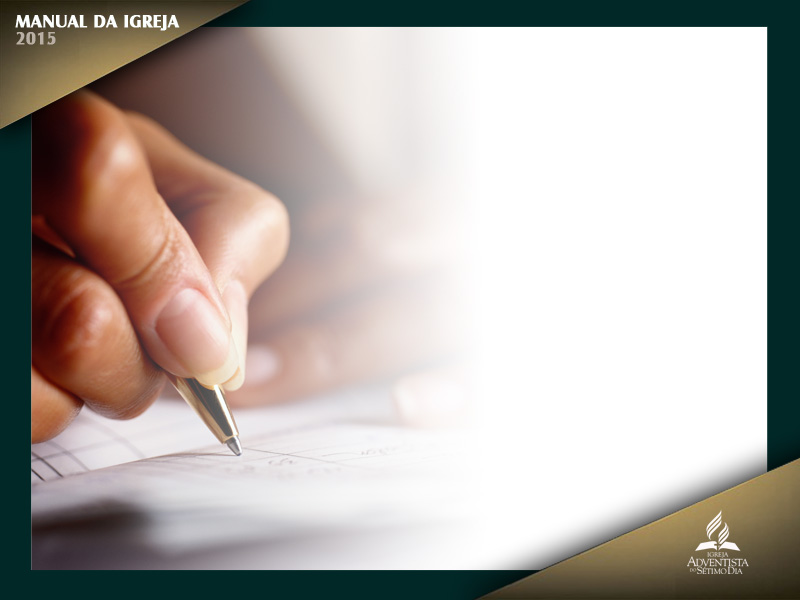 MANUAL DA IGREJA
2015
IGREJA
ADVENTISTA
DO SÉTIMO DIA